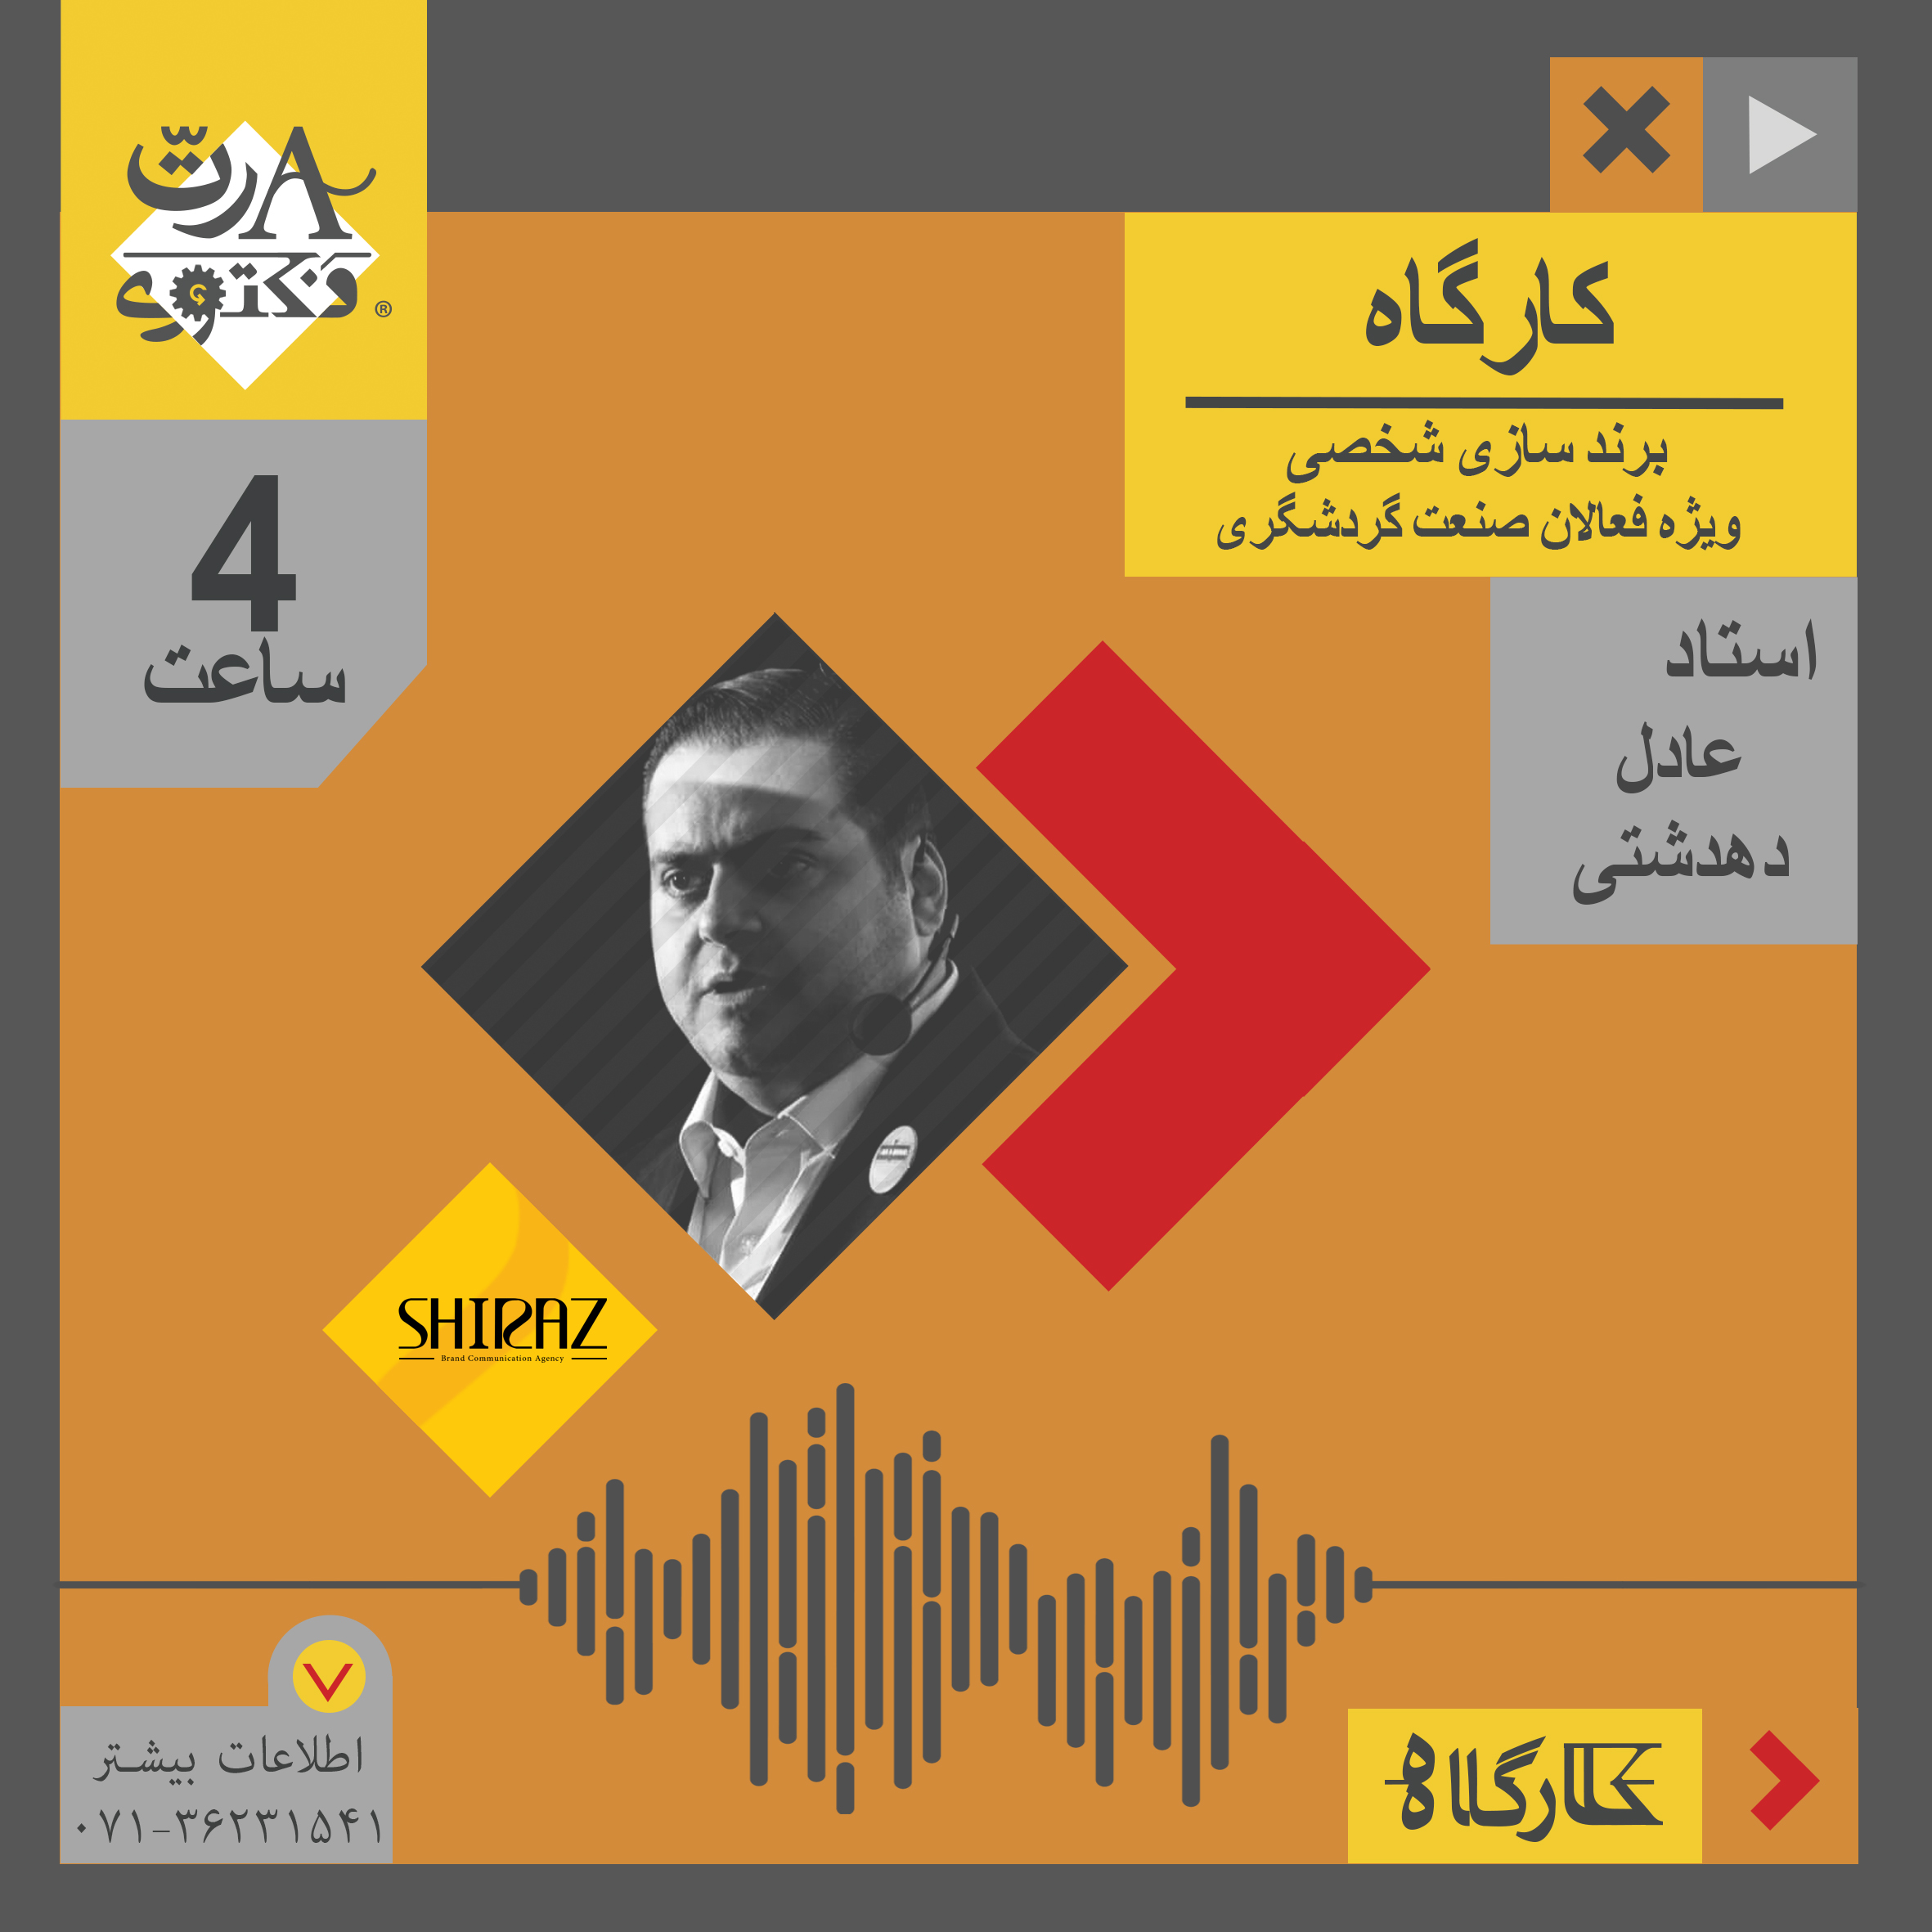 آرت
فکتوری
®
کارگاه
برند سازی شخصی
ویژه فعالان صنعت گردشگری
4
ساعت
استاد
عادل
دهدشتی
SHIRAZ
Brand Communication Agency
اطلاعات بیشتر
۰۷۱-۳۶۲۳۱۵۴۱
کارگاه